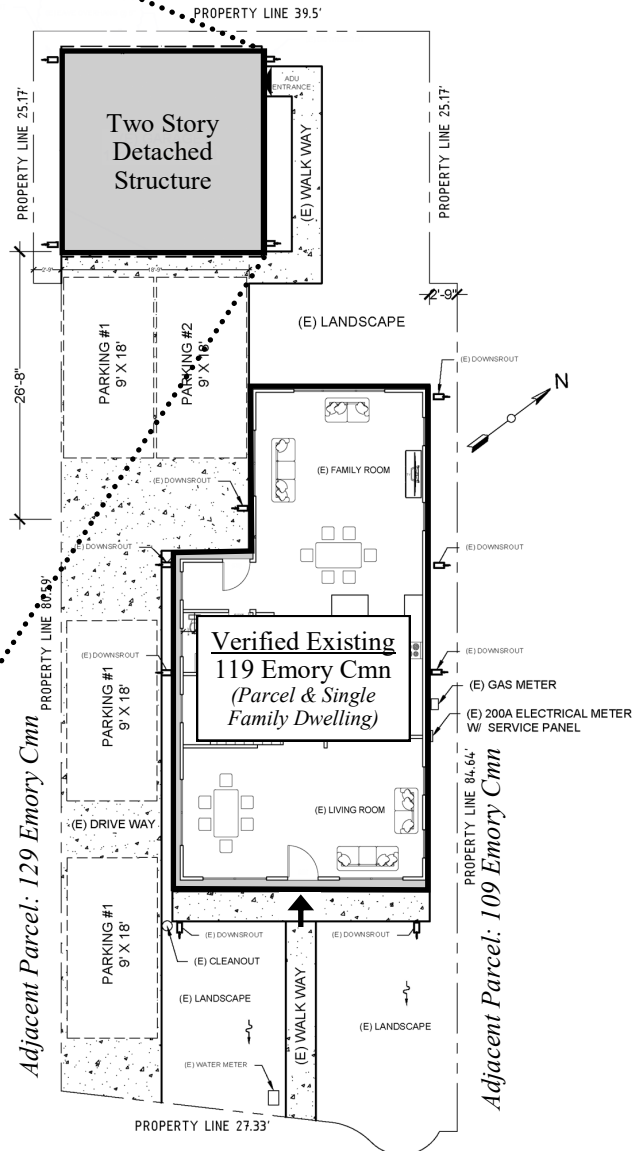 PROPERTY LINE 39.5'
PROPERTY LINE 25.17'
Two Story
Detached
Structure
ADU
ENTRANCE
(E) WALK WAY
PROPERTY LINE 25.17'
2'-9"
18'-9"
2'-9"
26'-8"
PARKING #1
9' X 18'
PARKING #2
9' X 18'
(E) LANDSCAPE
N
(E) DOWNSROUT
(E) FAMILY ROOM
(E) DOWNSROUT
(E) DOWNSROUT
(E) DOWNSROUT
PROPERTY LINE 80.59'
(E) DOWNSROUT
(E) DOWNSROUT
Verified Existing
119 Emory Cmn
(Parcel & Single
Family Dwelling)
(E) GAS METER
(E) 200A ELECTRICAL METER
W/ SERVICE PANEL
PARKING #1
9' X 18'
PROPERTY LINE 84.64'
Adjacent Parcel: 129 Emory Cmn
Adjacent Parcel: 109 Emory Cmn
(E) DRIVE WAY
(E) LIVING ROOM
PARKING #1
9' X 18'
(E) DOWNSROUT
(E) DOWNSROUT
(E) CLEANOUT
(E) LANDSCAPE
(E) WALK WAY
(E) LANDSCAPE
(E) WATER METER
PROPERTY LINE 27.33'